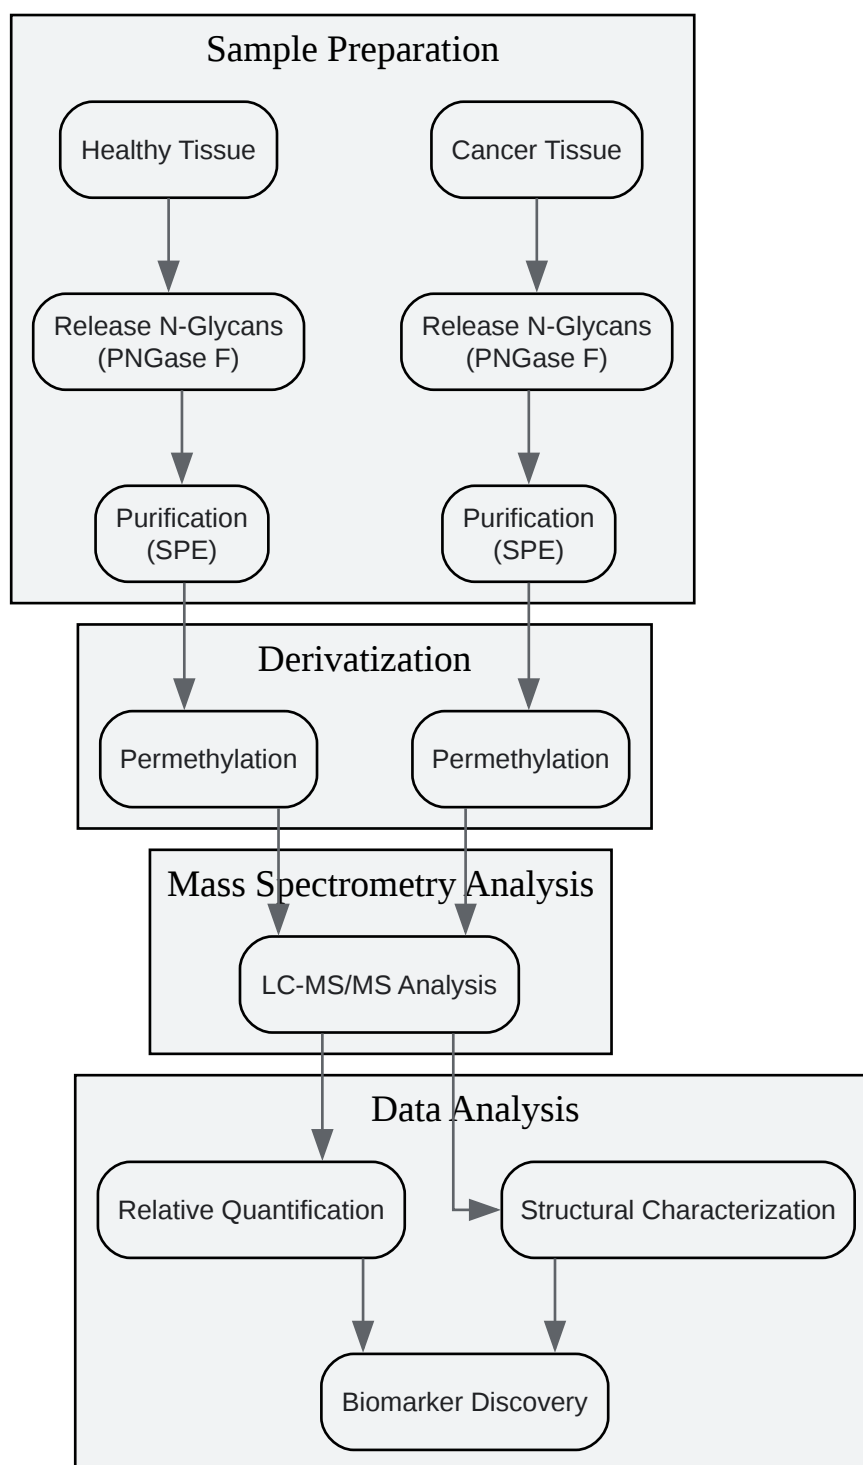 Sample Preparation
Healthy Tissue
Cancer Tissue
Release N-Glycans
(PNGase F)
Release N-Glycans
(PNGase F)
Purification
(SPE)
Purification
(SPE)
Derivatization
Permethylation
Permethylation
Mass Spectrometry Analysis
LC-MS/MS Analysis
Data Analysis
Relative Quantification
Structural Characterization
Biomarker Discovery